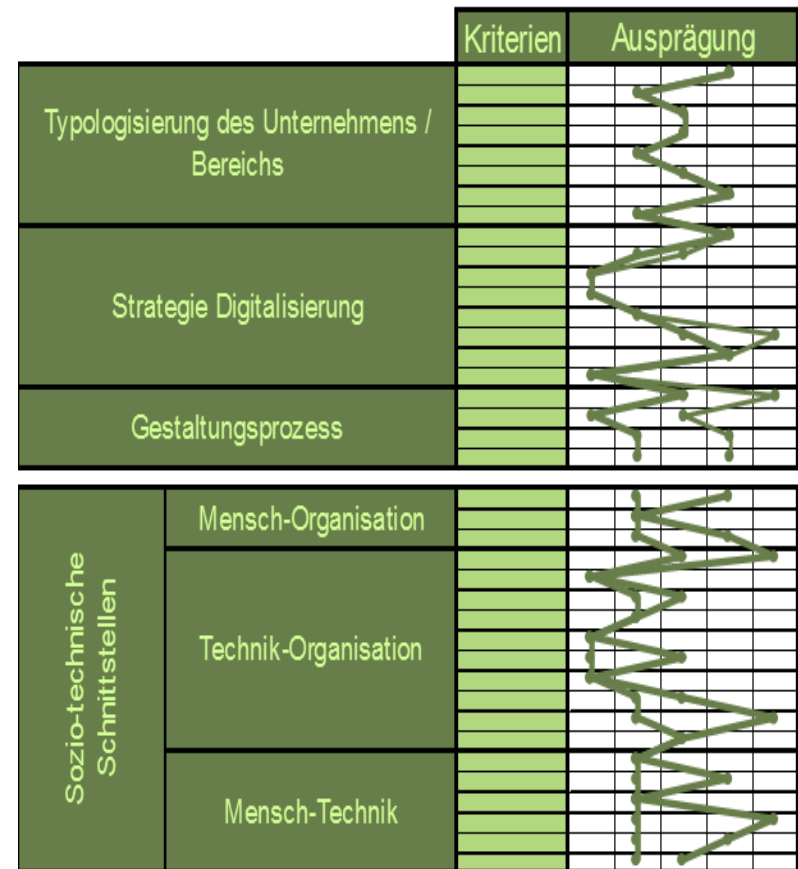 Kriterien
Ausprägung
Typologisierung des Unternehmens /
Bereichs
Strategie Digitalisierung
Gestaltungsprozess
Sozio-technische
Schnittstellen
Mensch-Organisation
Technik-Organisation
Mensch-Technik